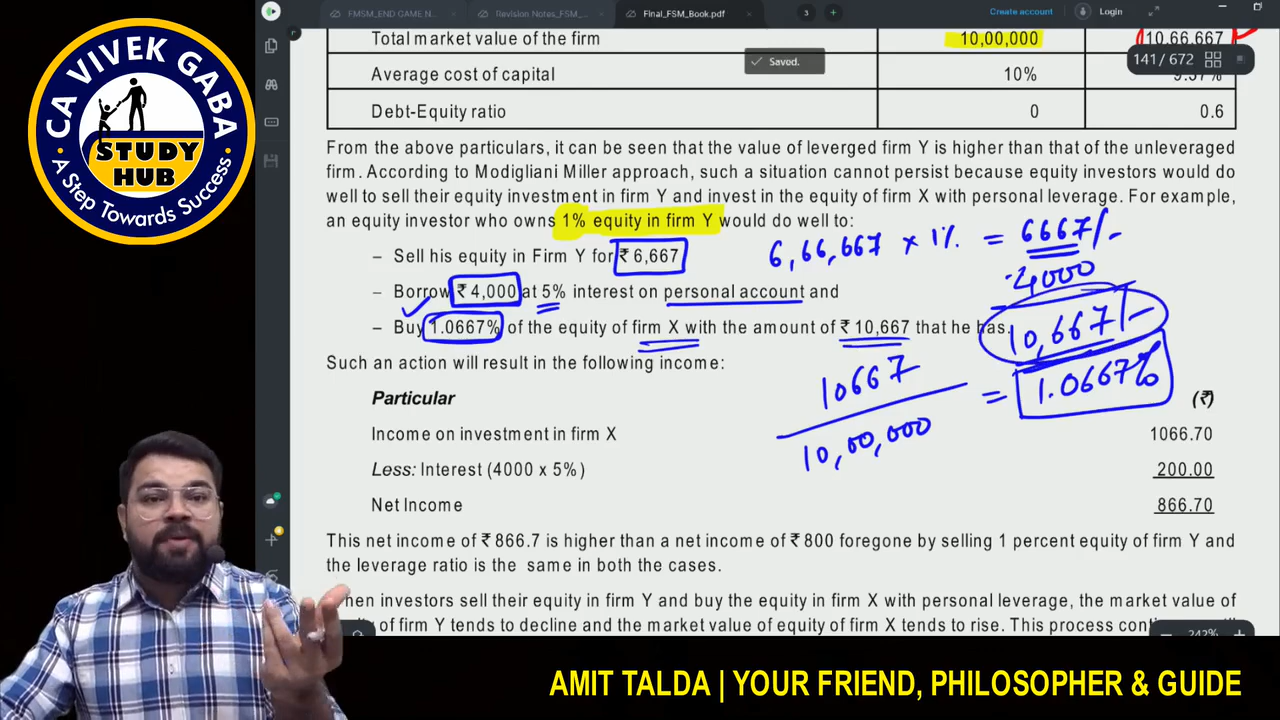 FMSM_END GAME N...
Revision Notes_FSM_...
Final_FSM_Book.pdf
3
Create account
Login
CA VIVEK GABA
STUDY
HUB
A Step Towards Success
Total market value of the firm 10,00,000 10,66,667
Saved.
141 / 672
Average cost of capital 10% 9.37%
Debt-Equity ratio 0 0.6
From the above particulars, it can be seen that the value of leverged firm Y is higher than that of the unleveraged
firm. According to Modigliani Miller approach, such a situation cannot persist because equity investors would do
well to sell their equity investment in firm Y and invest in the equity of firm X with personal leverage. For example,
an equity investor who owns 1% equity in firm Y would do well to:
– Sell his equity in Firm Y for ₹ 6,667
6,66,667 × 1% = 6667/-
– Borrow ₹ 4,000 at 5% interest on personal account and
4000
– Buy 1.0667% of the equity of firm X with the amount of ₹ 10,667 that he has.
10,667/-
Such an action will result in the following income:
10667
10,00,000
= 1.0667%
Particular (₹)
Income on investment in firm X 1066.70
Less: Interest (4000 x 5%) 200.00
Net Income 866.70
This net income of ₹ 866.7 is higher than a net income of ₹ 800 foregone by selling 1 percent equity of firm Y and
the leverage ratio is the same in both the cases.
hen investors sell their equity in firm Y and buy the equity in firm X with personal leverage, the market value of
of firm Y tends to decline and the market value of equity of firm X tends to rise. This process
242%
AMIT TALDA | YOUR FRIEND, PHILOSOPHER & GUIDE